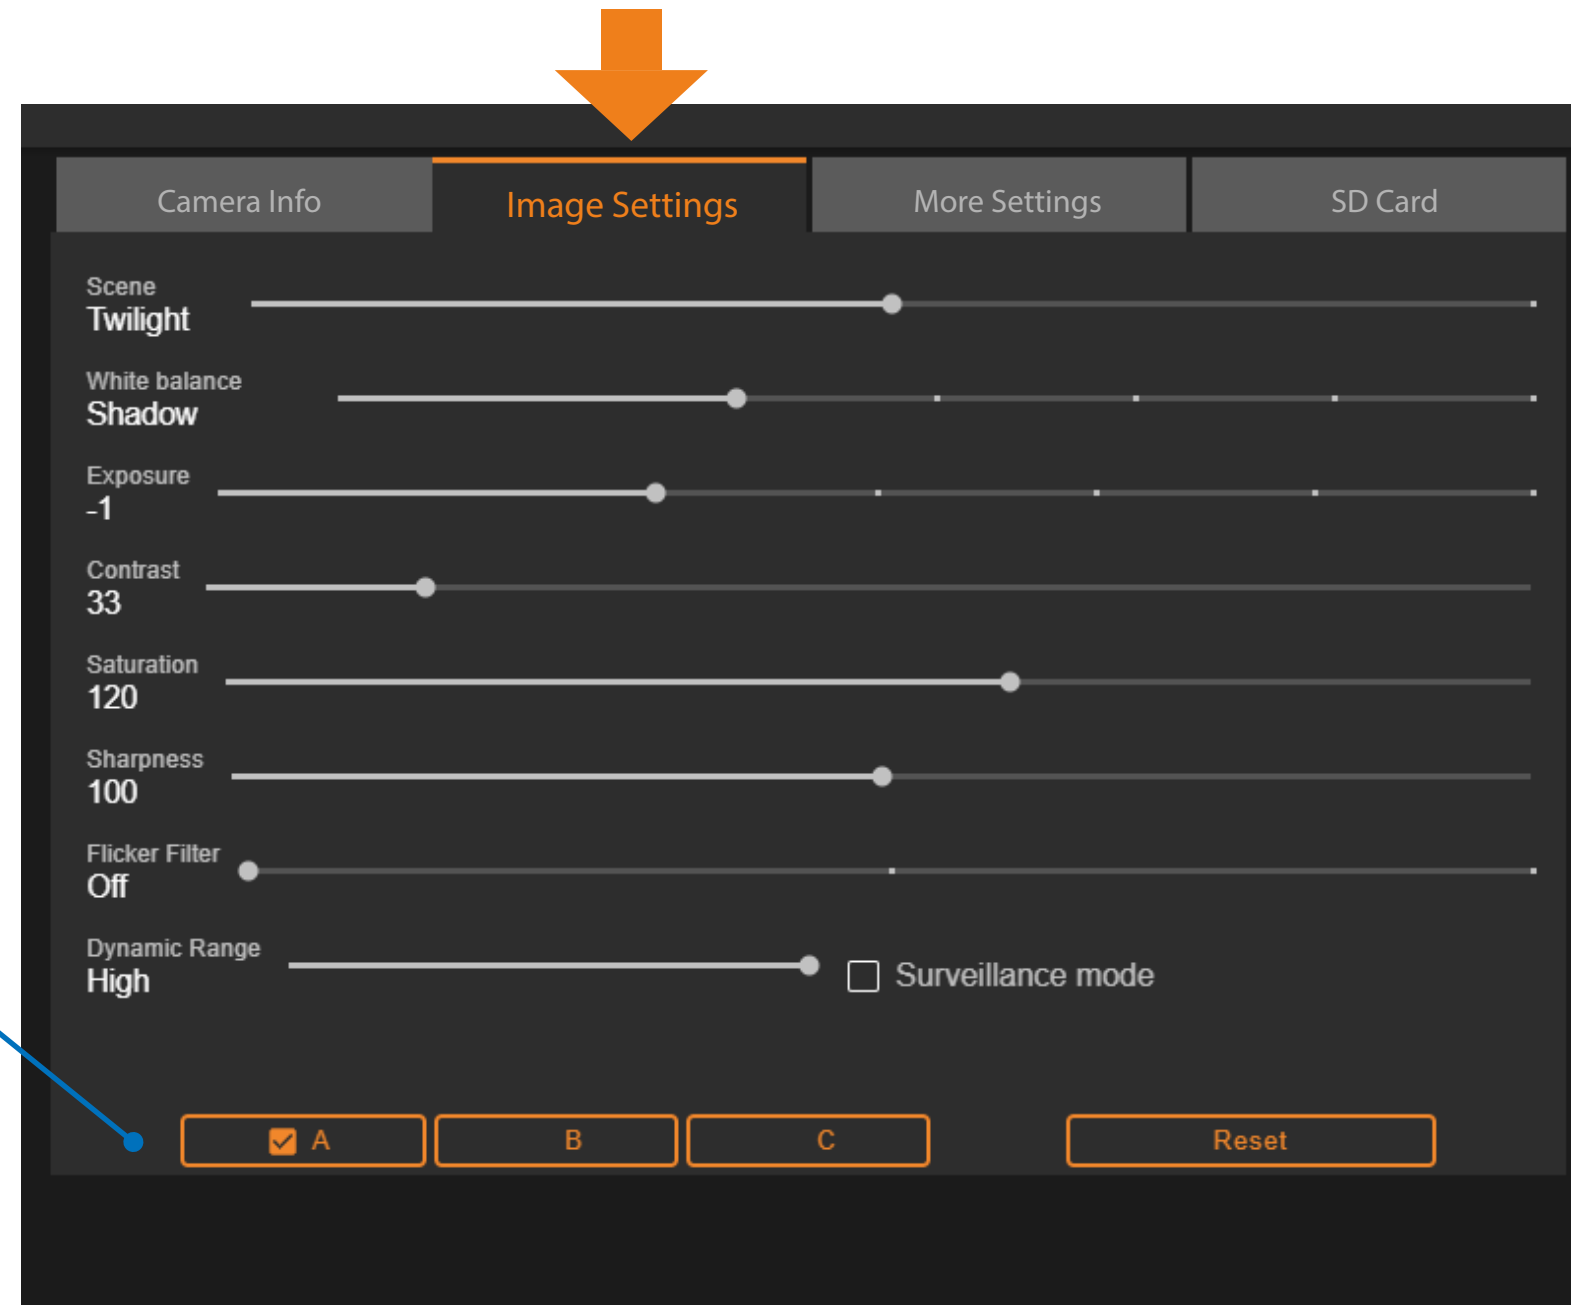 Camera Info
Image Settings
More Settings
SD Card
Scene
Twilight
White balance
Shadow
Exposure
-1
Contrast
33
Saturation
120
Sharpness
100
Flicker Filter
Off
Dynamic Range
High
Surveillance mode
A
B
C
Reset